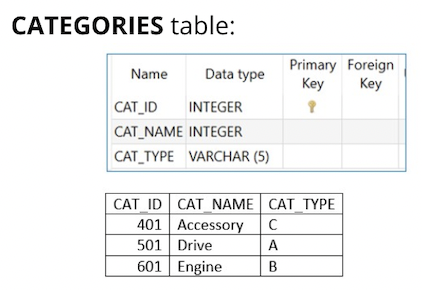 CATEGORIES table:
Name Data type Primary Key Foreign Key
CAT_ID INTEGER
CAT_NAME INTEGER
CAT_TYPE VARCHAR (5)
CAT_ID CAT_NAME CAT_TYPE
401 Accessory C
501 Drive A
601 Engine B